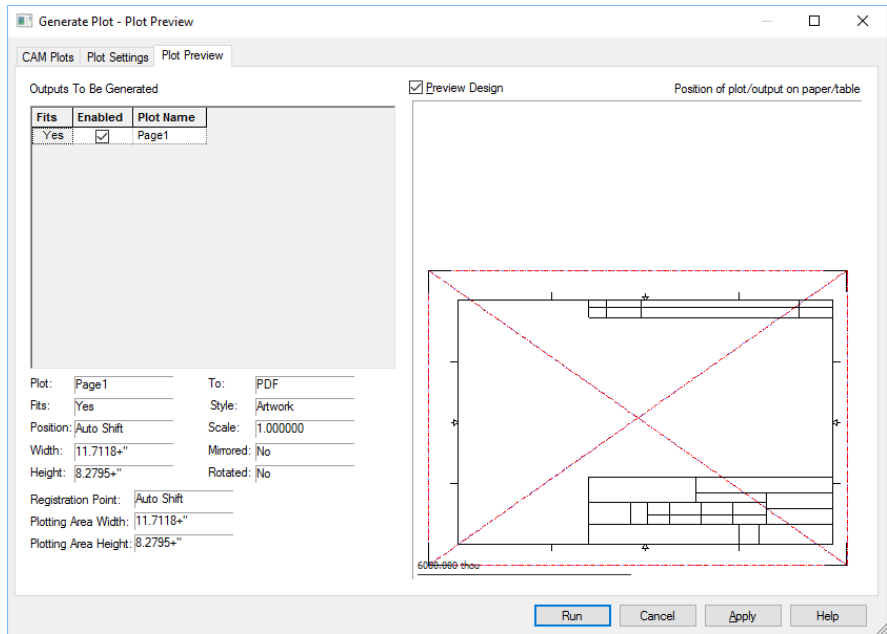 Generate Plot - Plot Preview
CAM Plots Plot Settings Plot Preview
Outputs To Be Generated
Preview Design Position of plot/output on paper/table
Fits Enabled Plot Name
Yes Page1
Plot: Page1 To: PDF
Fits: Yes Style: Artwork
Position: Auto Shift Scale: 1.000000
Width: 11.7118+" Mirrored: No
Height: 8.2795+" Rotated: No
Registration Point: Auto Shift
Plotting Area Width: 11.7118+"
Plotting Area Height: 8.2795+"
6000.000 thou
Run Cancel Apply Help